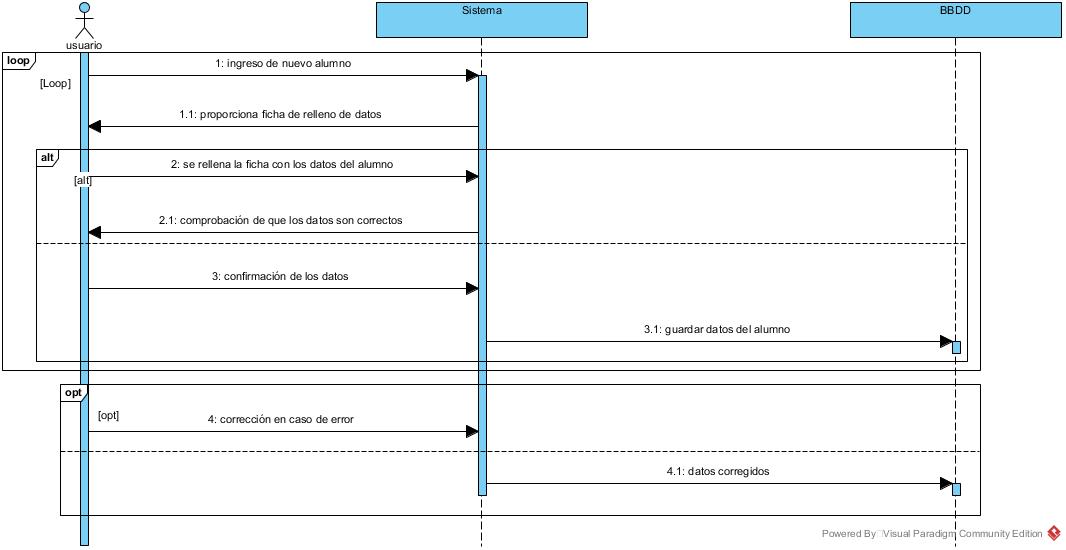 usuario
Sistema
BBDD
loop
[Loop]
1: ingreso de nuevo alumno
1.1: proporciona ficha de relleno de datos
alt
[alt]
2: se rellena la ficha con los datos del alumno
2.1: comprobación de que los datos son correctos
3: confirmación de los datos
3.1: guardar datos del alumno
opt
[opt]
4: corrección en caso de error
4.1: datos corregidos
Powered By Visual Paradigm Community Edition